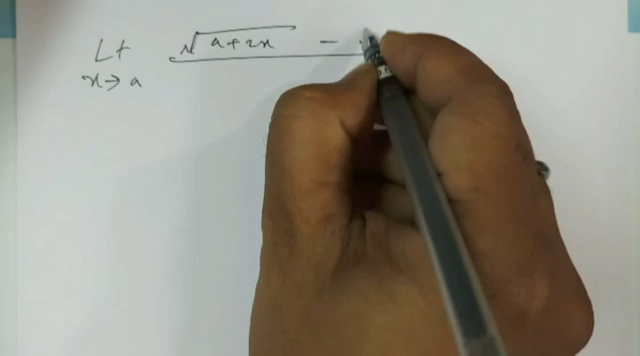 Lt √(a+2x) -
x→a